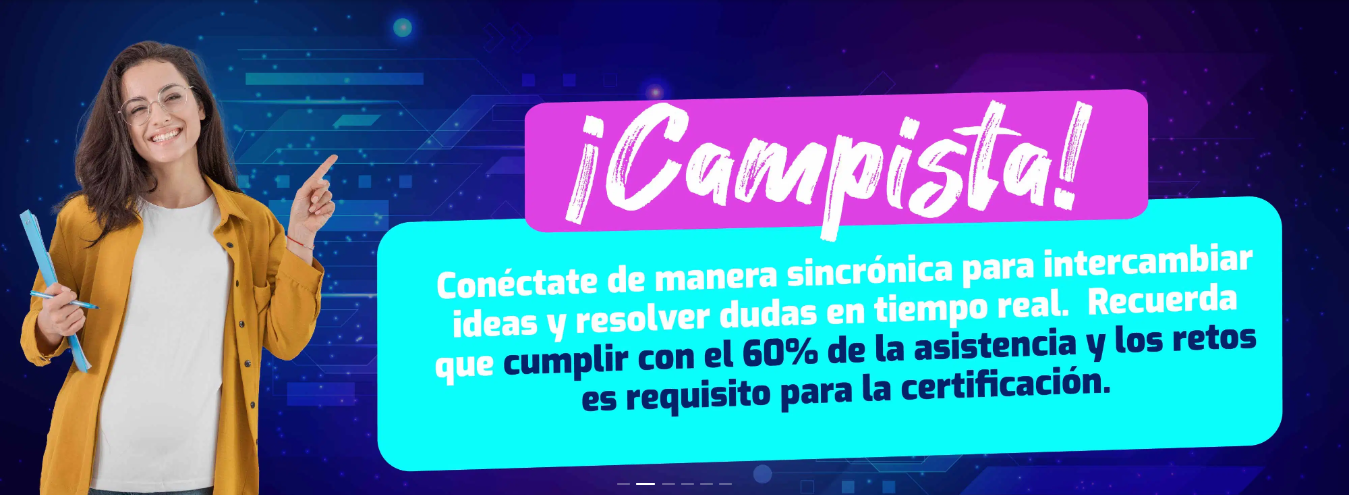 ¡Campista!
Conéctate de manera sincrónica para intercambiar
ideas y resolver dudas en tiempo real. Recuerda
que cumplir con el 60% de la asistencia y los retos
es requisito para la certificación.